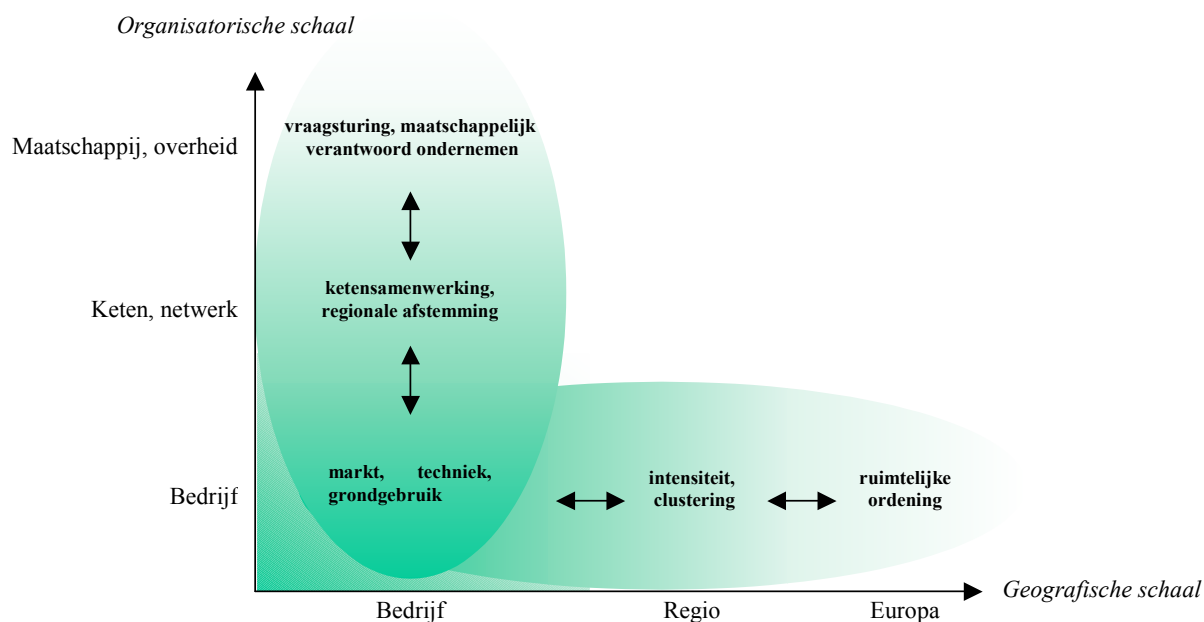 Organisatorische schaal
Maatschappij, overheid
vraagsturing, maatschappelijk
verantwoord ondernemen
Keten, netwerk
ketensamenwerking,
regionale afstemming
Bedrijf
markt, techniek,
grondgebruik
intensiteit,
clustering
ruimtelijke
ordening
Bedrijf
Regio
Europa
Geografische schaal